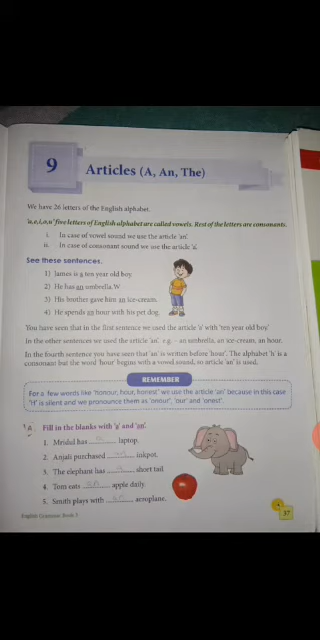 9
Articles (A, An, The)
We have 26 letters of the English alphabet.
'a,e,i,o,u' five letters of English alphabet are called vowels. Rest of the letters are consonants.
i. In case of vowel sound we use the article 'an'.
ii. In case of consonant sound we use the article 'a'.
See these sentences.
1) James is a ten year old boy.
2) He has an umbrella.
3) His brother gave him an ice-cream.
4) He spends an hour with his pet dog.
You have seen that in the first sentence we used the article 'a' with 'ten year old boy'
In the other sentences we used the article 'an'. e.g. - an umbrella, an ice-cream, an hour.
In the fourth sentence you have seen that 'an' is written before 'hour'. The alphabet 'h' is a
consonant but the word 'hour' begins with a vowel sound, so article 'an' is used.
REMEMBER
For a few words like 'honour, hour, honest' we use the article 'an' because in this case
'H' is silent and we pronounce them as 'onour', 'our' and 'onest'.
A. Fill in the blanks with 'a' and 'an'.
1. Mridul has a laptop.
2. Anjali purchased an inkpot.
3. The elephant has a short tail
4. Tom eats an apple daily.
5. Smith plays with an aeroplane.
English Grammar Book 5
37